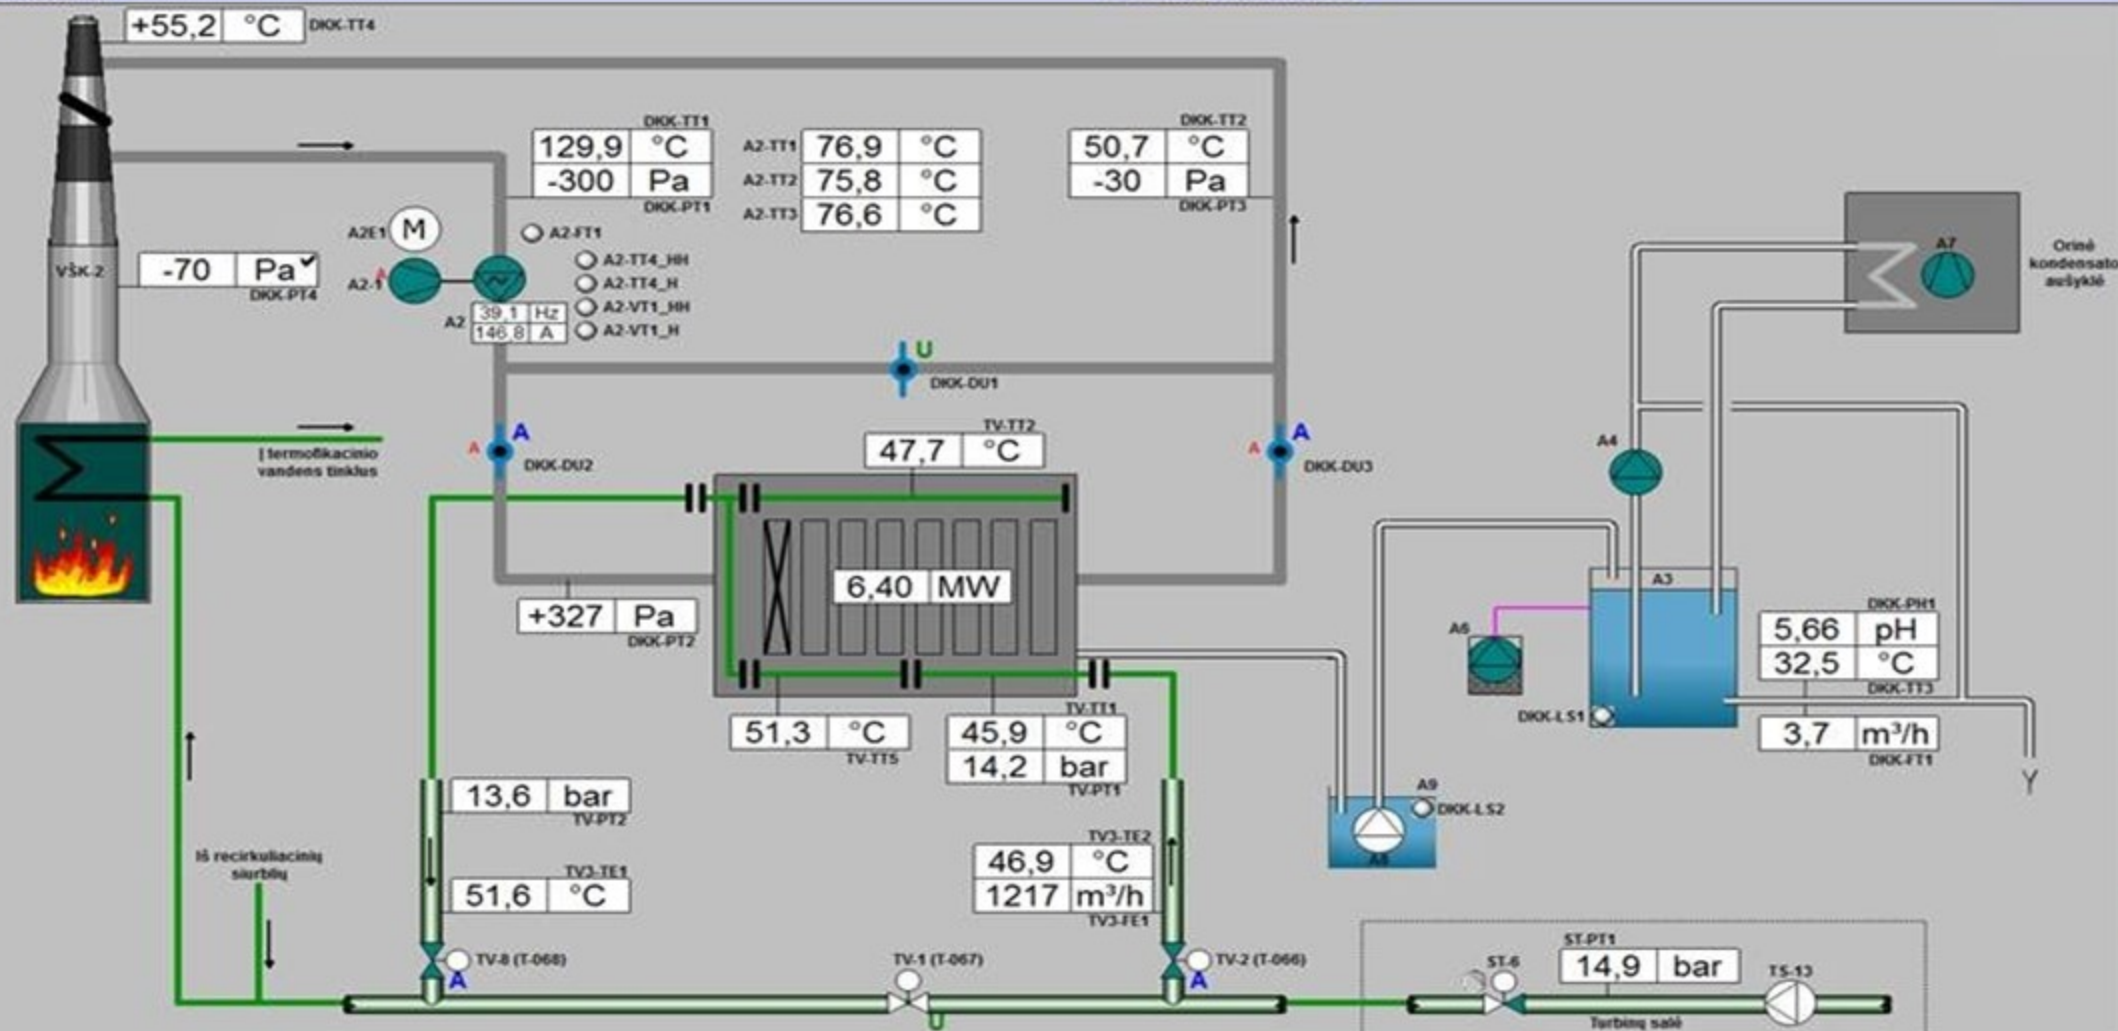 +55,2 °C DKK-TT4
DKK-TT1
129,9 °C
-300 Pa
DKK-PT1
A2-TT1 76,9 °C
A2-TT2 75,8 °C
A2-TT3 76,6 °C
DKK-TT2
50,7 °C
-30 Pa
DKK-PT3
A2E1 M
A2-FT1
VŠK-2
-70 Pa
DKK-PT4
A
A2-1
A2-TT4_HH
A2-TT4_H
A2-VT1_HH
A2-VT1_H
A2
39,1 Hz
146,8 A
A7
Orinė
kondensato
aušyklė
U
DKK-DU1
Į termofikacinio
vandens tinklus
A A
DKK-DU2
TV-TT2
47,7 °C
A A
DKK-DU3
A4
6,40 MW
+327 Pa
DKK-PT2
A3
A6
DKK-PH1
5,66 pH
32,5 °C
DKK-TT3
DKK-LS1
3,7 m³/h
DKK-FT1
Y
51,3 °C
TV-TT5
TV-TT1
45,9 °C
14,2 bar
TV-PT1
13,6 bar
TV-PT2
A9
DKK-LS2
A8
Iš recirkuliacinių
siurblių
TV3-TE1
51,6 °C
TV3-TE2
46,9 °C
1217 m³/h
TV3-FE1
TV-8 (T-068)
A
TV-1 (T-067)
U
TV-2 (T-066)
A
ST-PT1
14,9 bar
ST-6
TS-13
Turbinų salė